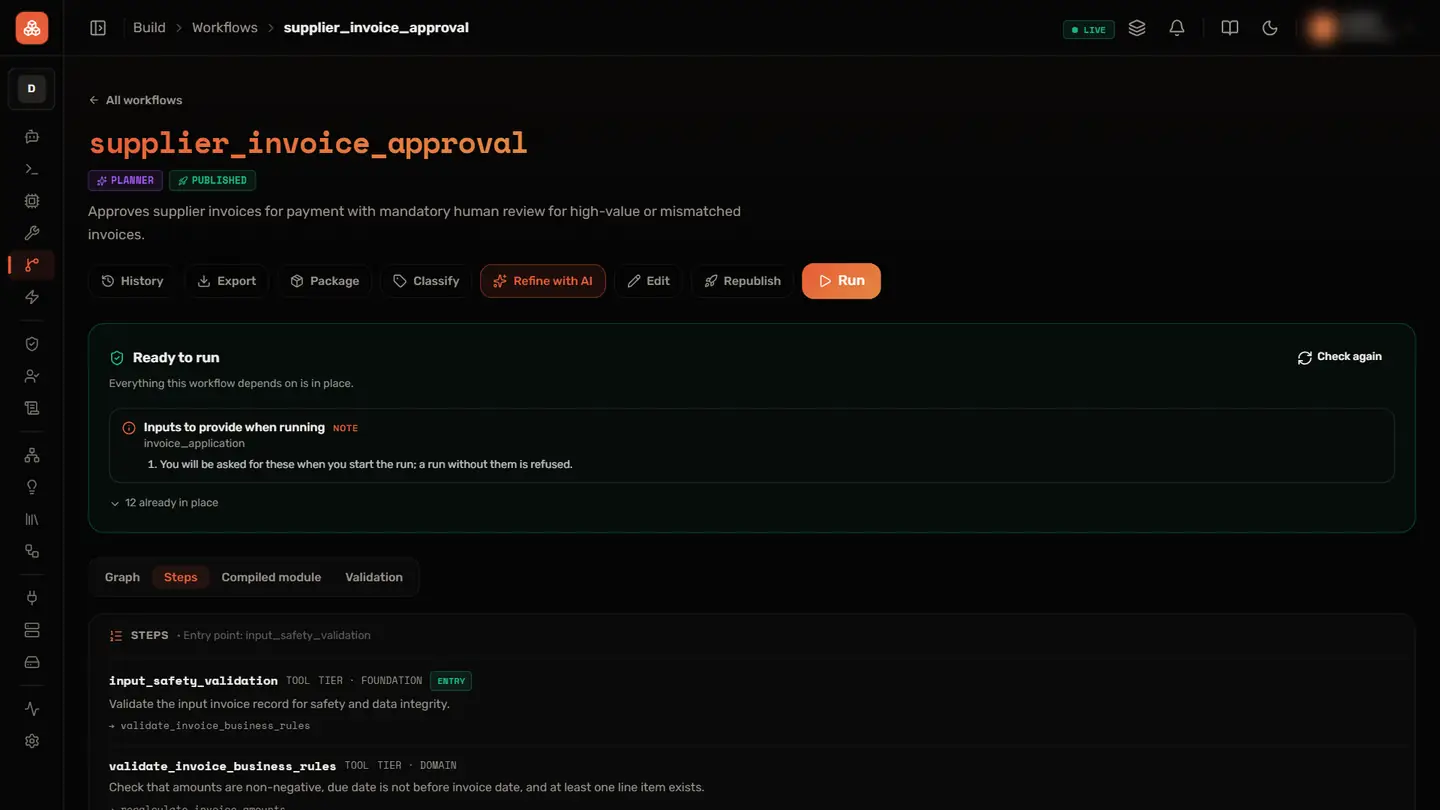 Build > Workflows > supplier_invoice_approval
LIVE
D
← All workflows
supplier_invoice_approval
PLANNER PUBLISHED
Approves supplier invoices for payment with mandatory human review for high-value or mismatched
invoices.
History Export Package Classify Refine with AI Edit Republish Run
Ready to run
Check again
Everything this workflow depends on is in place.
Inputs to provide when running NOTE
invoice_application
1. You will be asked for these when you start the run; a run without them is refused.
12 already in place
Graph Steps Compiled module Validation
STEPS · Entry point: input_safety_validation
input_safety_validation TOOL TIER · FOUNDATION ENTRY
Validate the input invoice record for safety and data integrity.
→ validate_invoice_business_rules
validate_invoice_business_rules TOOL TIER · DOMAIN
Check that amounts are non-negative, due date is not before invoice date, and at least one line item exists.
→ recalculate_invoice_amounts